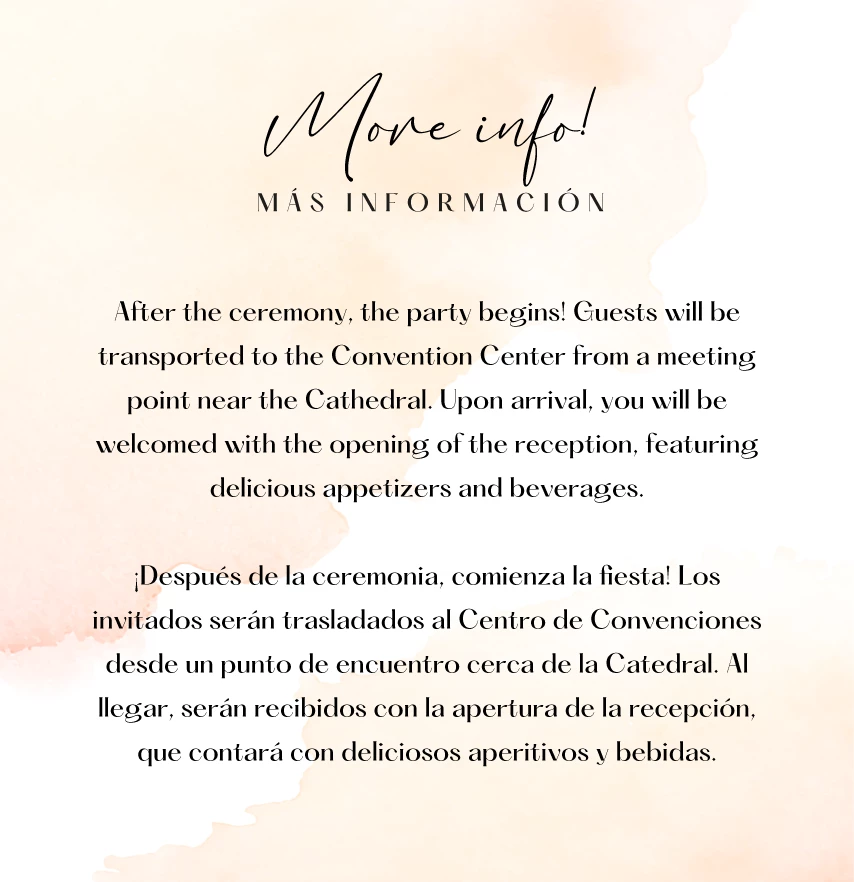 More info!
MÁS INFORMACIÓN
After the ceremony, the party begins! Guests will be
transported to the Convention Center from a meeting
point near the Cathedral. Upon arrival, you will be
welcomed with the opening of the reception, featuring
delicious appetizers and beverages.
¡Después de la ceremonia, comienza la fiesta! Los
invitados serán trasladados al Centro de Convenciones
desde un punto de encuentro cerca de la Catedral. Al
llegar, serán recibidos con la apertura de la recepción,
que contará con deliciosos aperitivos y bebidas.